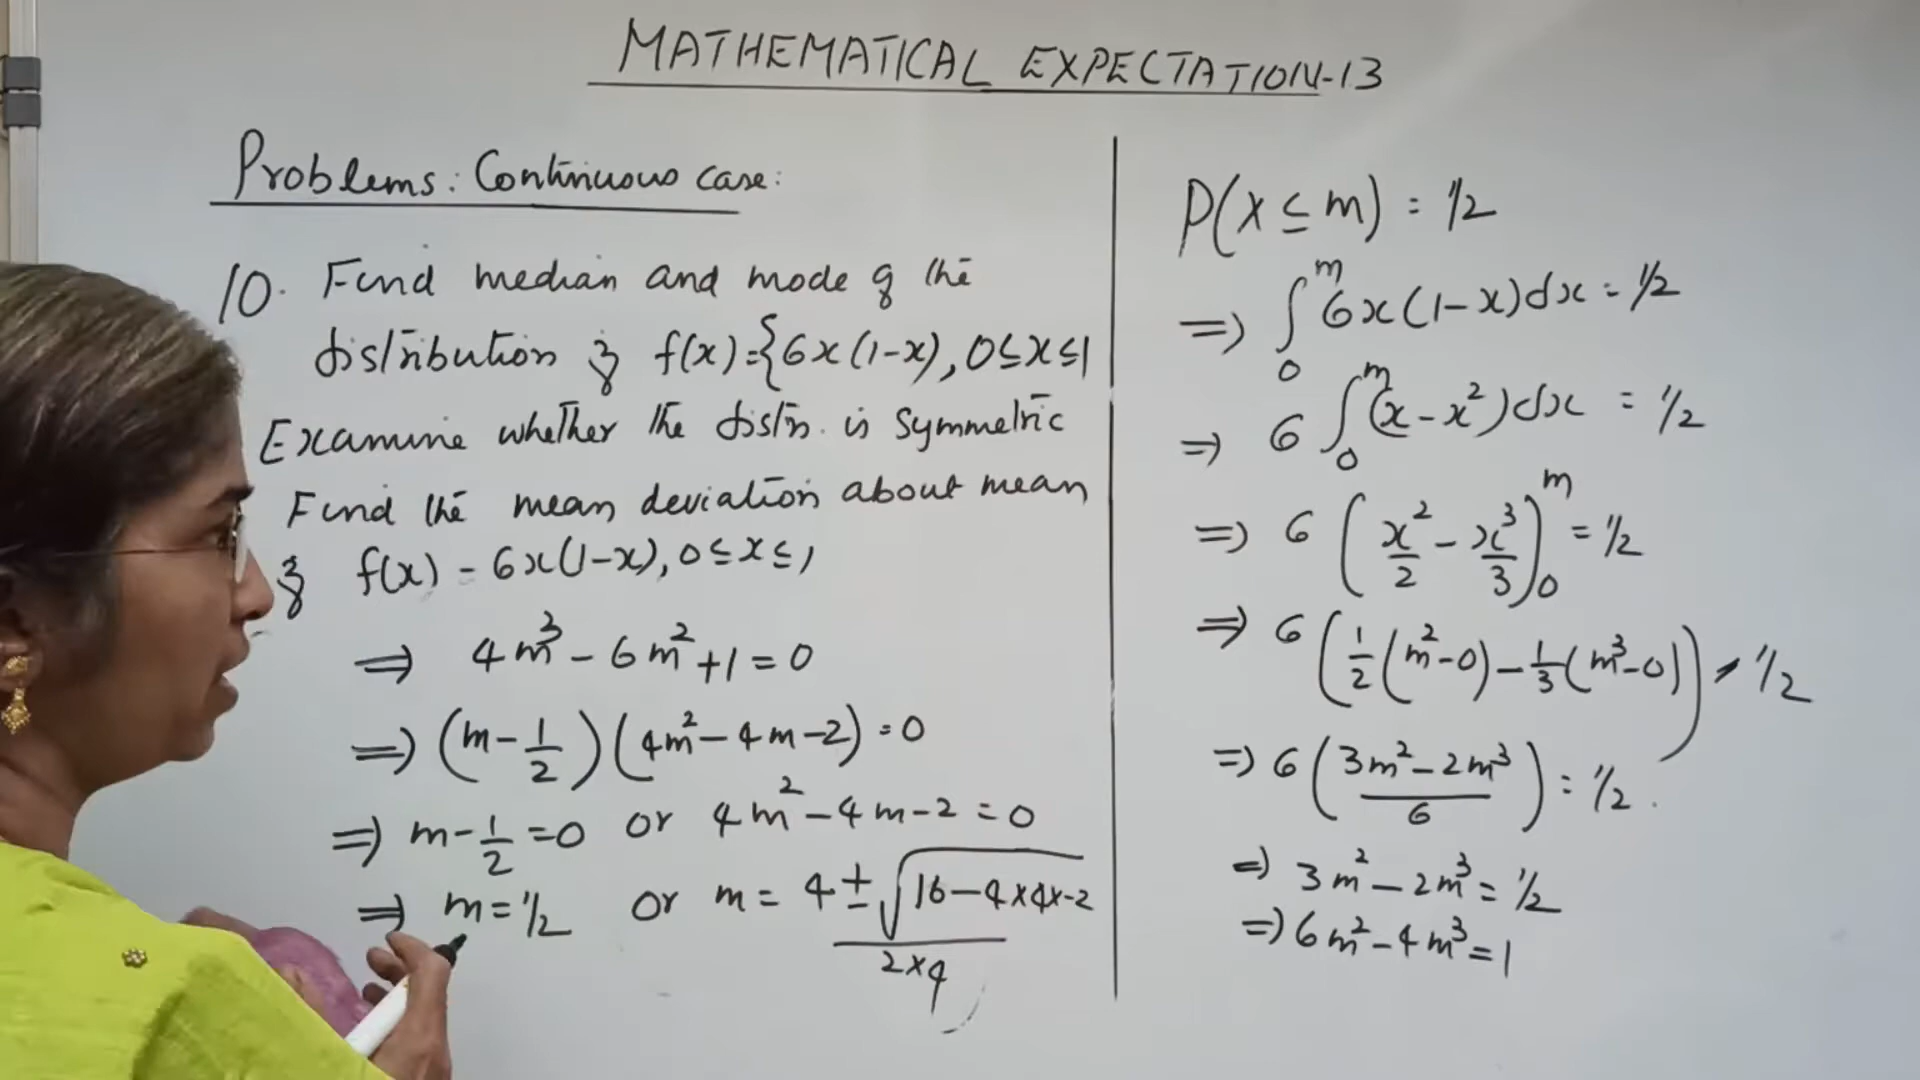 MATHEMATICAL EXPECTATION-13
Problems: Continuous case:
10. Find median and mode of the
distribution if f(x) = {6x(1-x), 0≤x≤1
Examine whether the distn. is symmetric
Find the mean deviation about mean
if f(x) = 6x(1-x), 0≤x≤1
⇒ 4m³ - 6m² + 1 = 0
⇒ (m - 1/2)(4m² - 4m - 2) = 0
⇒ m - 1/2 = 0 or 4m² - 4m - 2 = 0
⇒ m = 1/2 or m = (4 ± √(16 - 4×4×-2))/(2×4)
P(X ≤ m) = 1/2
⇒ ∫₀ᵐ 6x(1-x)dx = 1/2
⇒ 6 ∫₀ᵐ (x - x²)dx = 1/2
⇒ 6 (x²/2 - x³/3)₀ᵐ = 1/2
⇒ 6 (1/2(m² - 0) - 1/3(m³ - 0)) = 1/2
⇒ 6 ((3m² - 2m³)/6) = 1/2
⇒ 3m² - 2m³ = 1/2
⇒ 6m² - 4m³ = 1